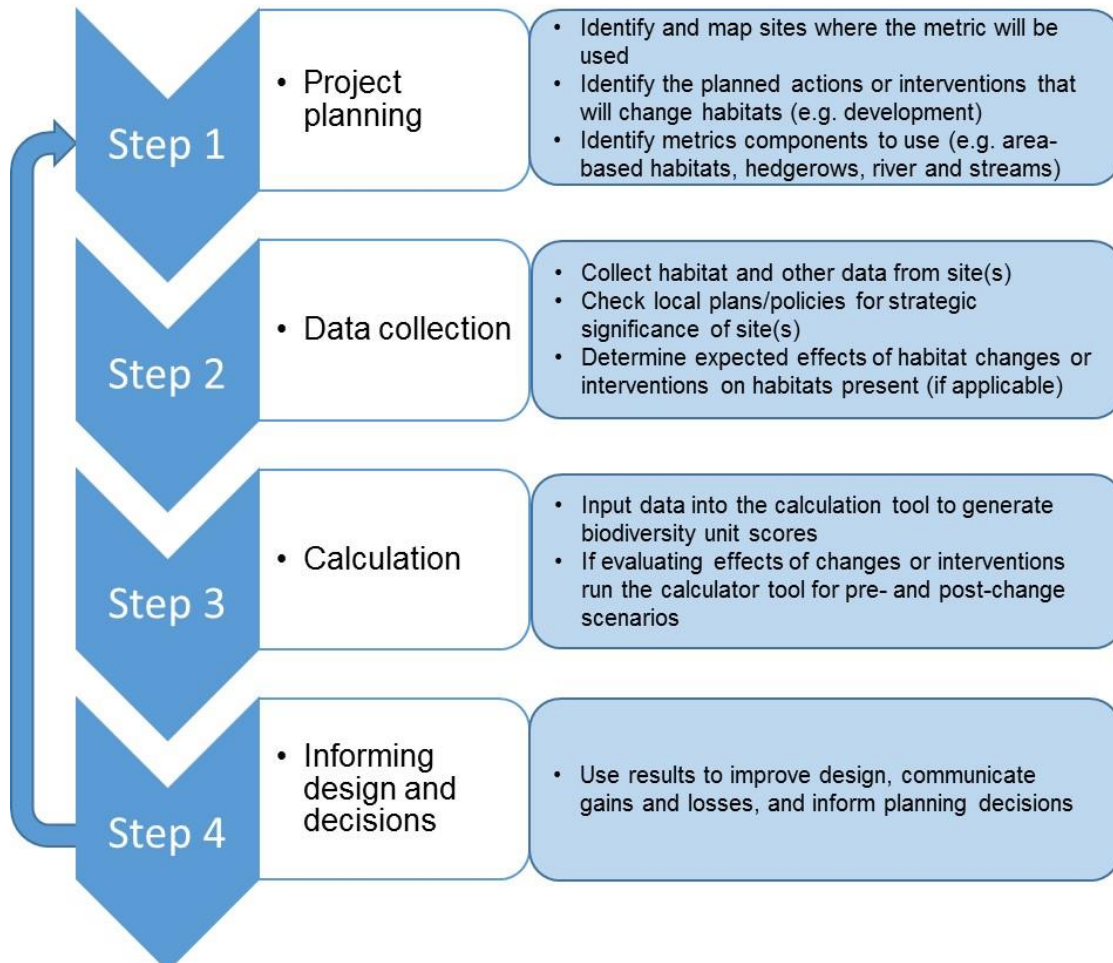 Step 1
• Project
planning
• Identify and map sites where the metric will be
used
• Identify the planned actions or interventions that
will change habitats (e.g. development)
• Identify metrics components to use (e.g. area-
based habitats, hedgerows, river and streams)
Step 2
• Data collection
• Collect habitat and other data from site(s)
• Check local plans/policies for strategic
significance of site(s)
• Determine expected effects of habitat changes or
interventions on habitats present (if applicable)
Step 3
• Calculation
• Input data into the calculation tool to generate
biodiversity unit scores
• If evaluating effects of changes or interventions
run the calculator tool for pre- and post-change
scenarios
Step 4
• Informing
design and
decisions
• Use results to improve design, communicate
gains and losses, and inform planning decisions